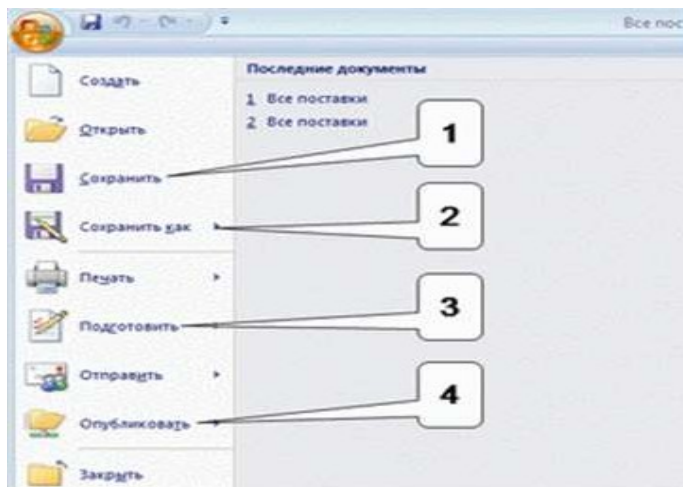 Все пос
Создать
Открыть
Сохранить
Сохранить как
Печать
Подготовить
Отправить
Опубликовать
Закрыть
Последние документы
1 Все поставки
2 Все поставки
1
2
3
4